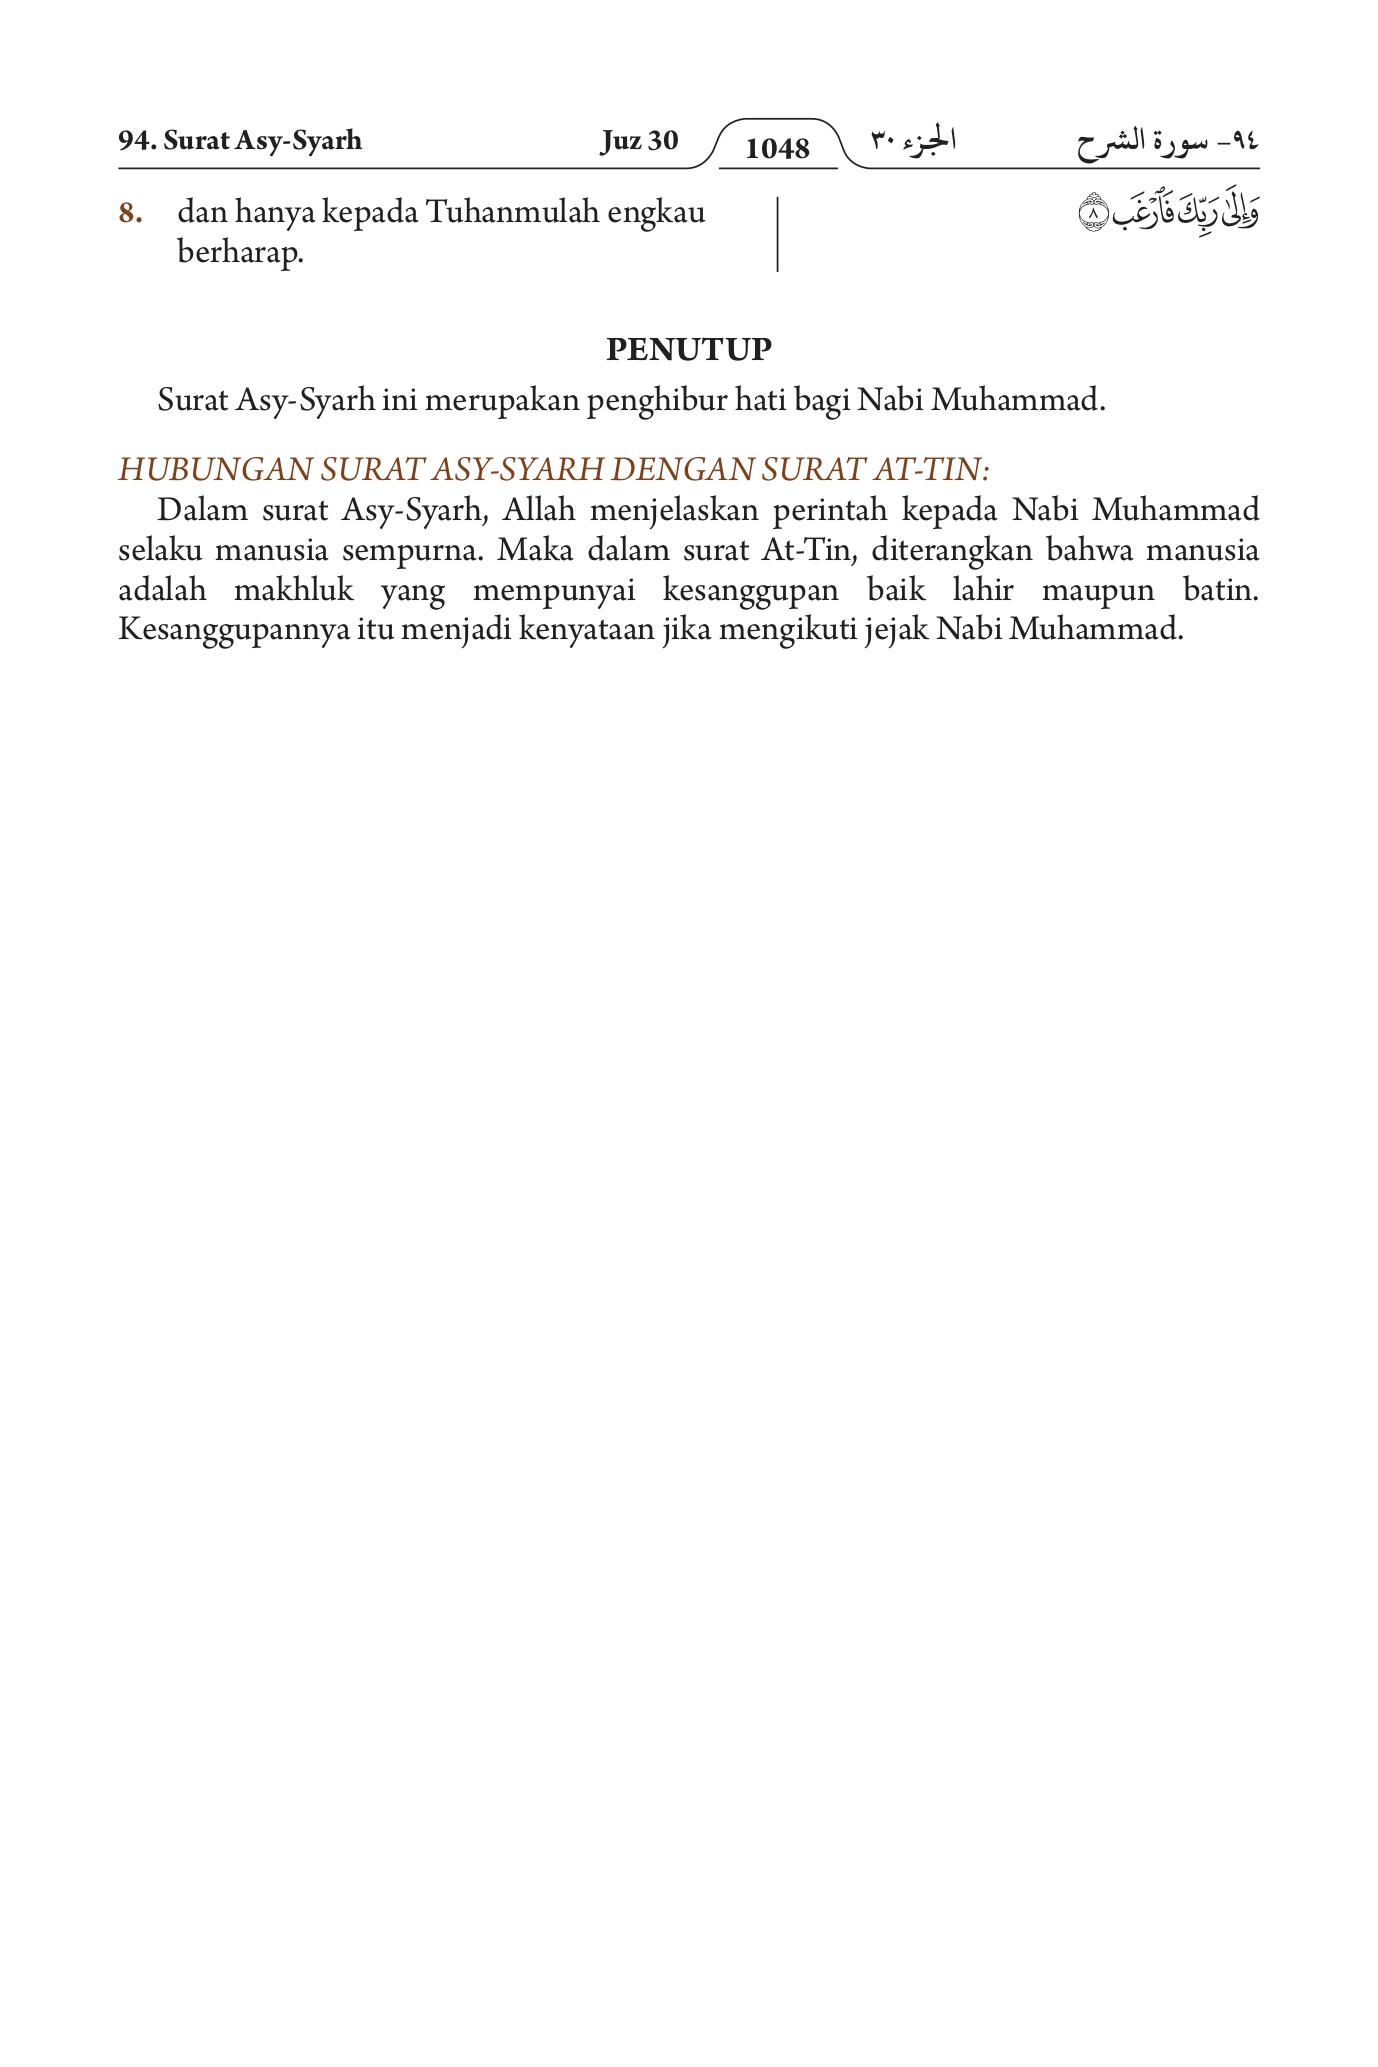 94. Surat Asy-Syarh Juz 30 1048 الجزء ٣٠ ٩٤- سورة الشرح
8. dan hanya kepada Tuhanmulah engkau
berharap.
وَإِلَىٰ رَبِّكَ فَٱرْغَب ٨
PENUTUP
Surat Asy-Syarh ini merupakan penghibur hati bagi Nabi Muhammad.
HUBUNGAN SURAT ASY-SYARH DENGAN SURAT AT-TIN:
Dalam surat Asy-Syarh, Allah menjelaskan perintah kepada Nabi Muhammad
selaku manusia sempurna. Maka dalam surat At-Tin, diterangkan bahwa manusia
adalah makhluk yang mempunyai kesanggupan baik lahir maupun batin.
Kesanggupannya itu menjadi kenyataan jika mengikuti jejak Nabi Muhammad.